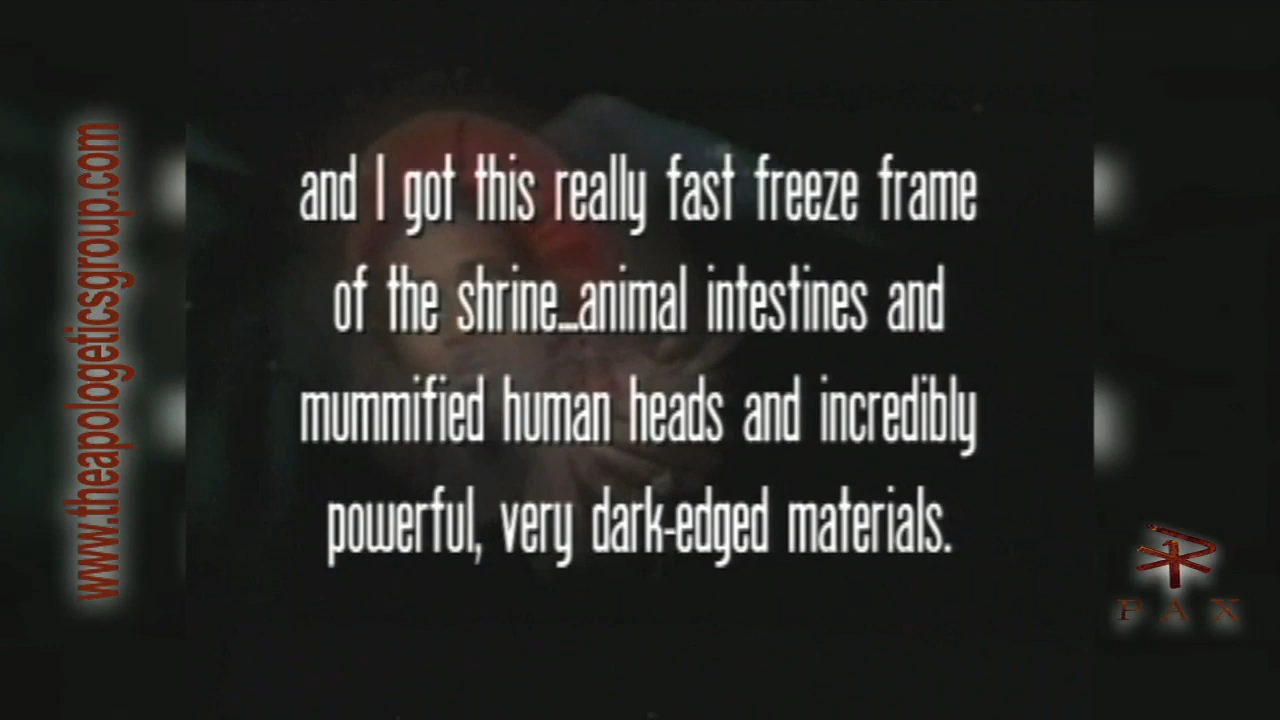 www.theapologeticsgroup.com
and I got this really fast freeze frame
of the shrine...animal intestines and
mummified human heads and incredibly
powerful, very dark-edged materials.
PAX